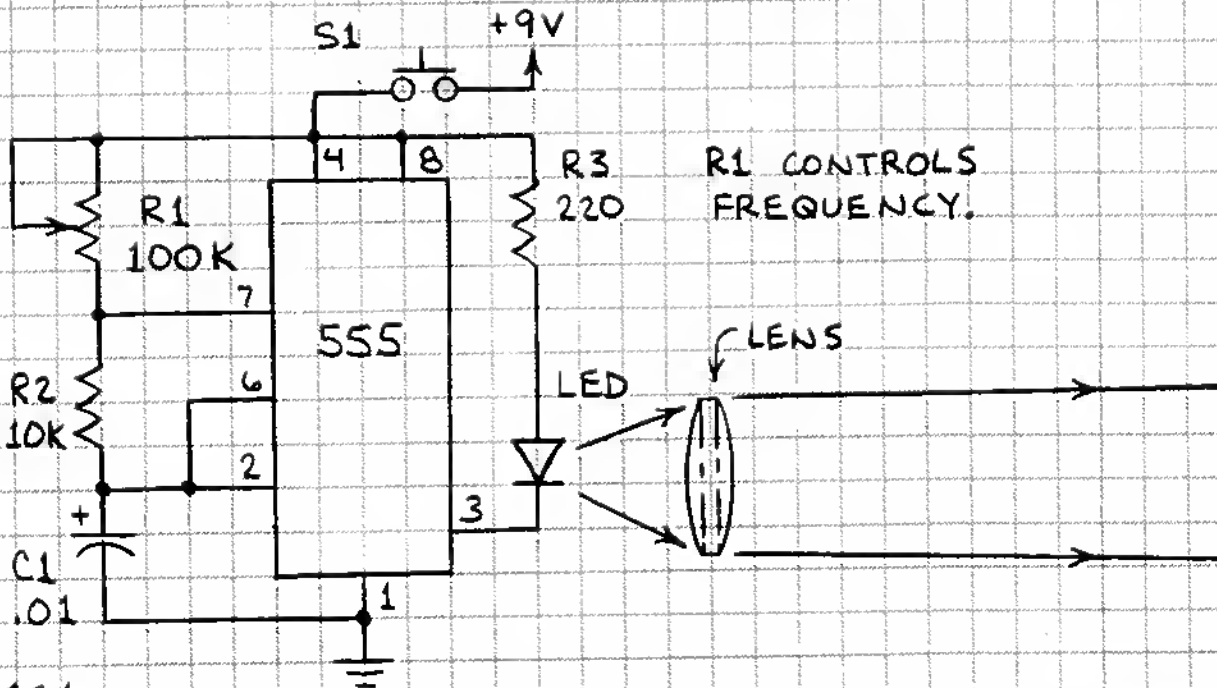 S1
+9V
4
8
R3
220
R1 CONTROLS
FREQUENCY.
R1
100K
7
555
LENS
6
LED
R2
10K
2
3
+
C1
.01
1